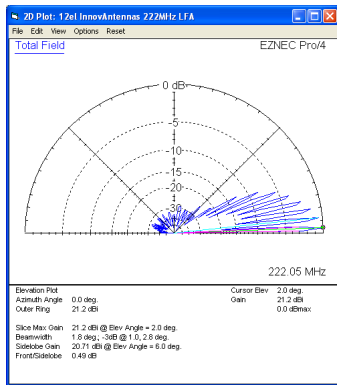 2D Plot: 12el InnovAntennas 222MHz LFA
File Edit View Options Reset
Total Field EZNEC Pro/4
0 dB
-5
-10
-15
-20
-30
222.05 MHz
Elevation Plot Cursor Elev 2.0 deg.
Azimuth Angle 0.0 deg. Gain 21.2 dBi
Outer Ring 21.2 dBi 0.0 dBmax
Slice Max Gain 21.2 dBi @ Elev Angle = 2.0 deg.
Beamwidth 1.8 deg.; -3dB @ 1.0, 2.8 deg.
Sidelobe Gain 20.71 dBi @ Elev Angle = 6.0 deg.
Front/Sidelobe 0.49 dB